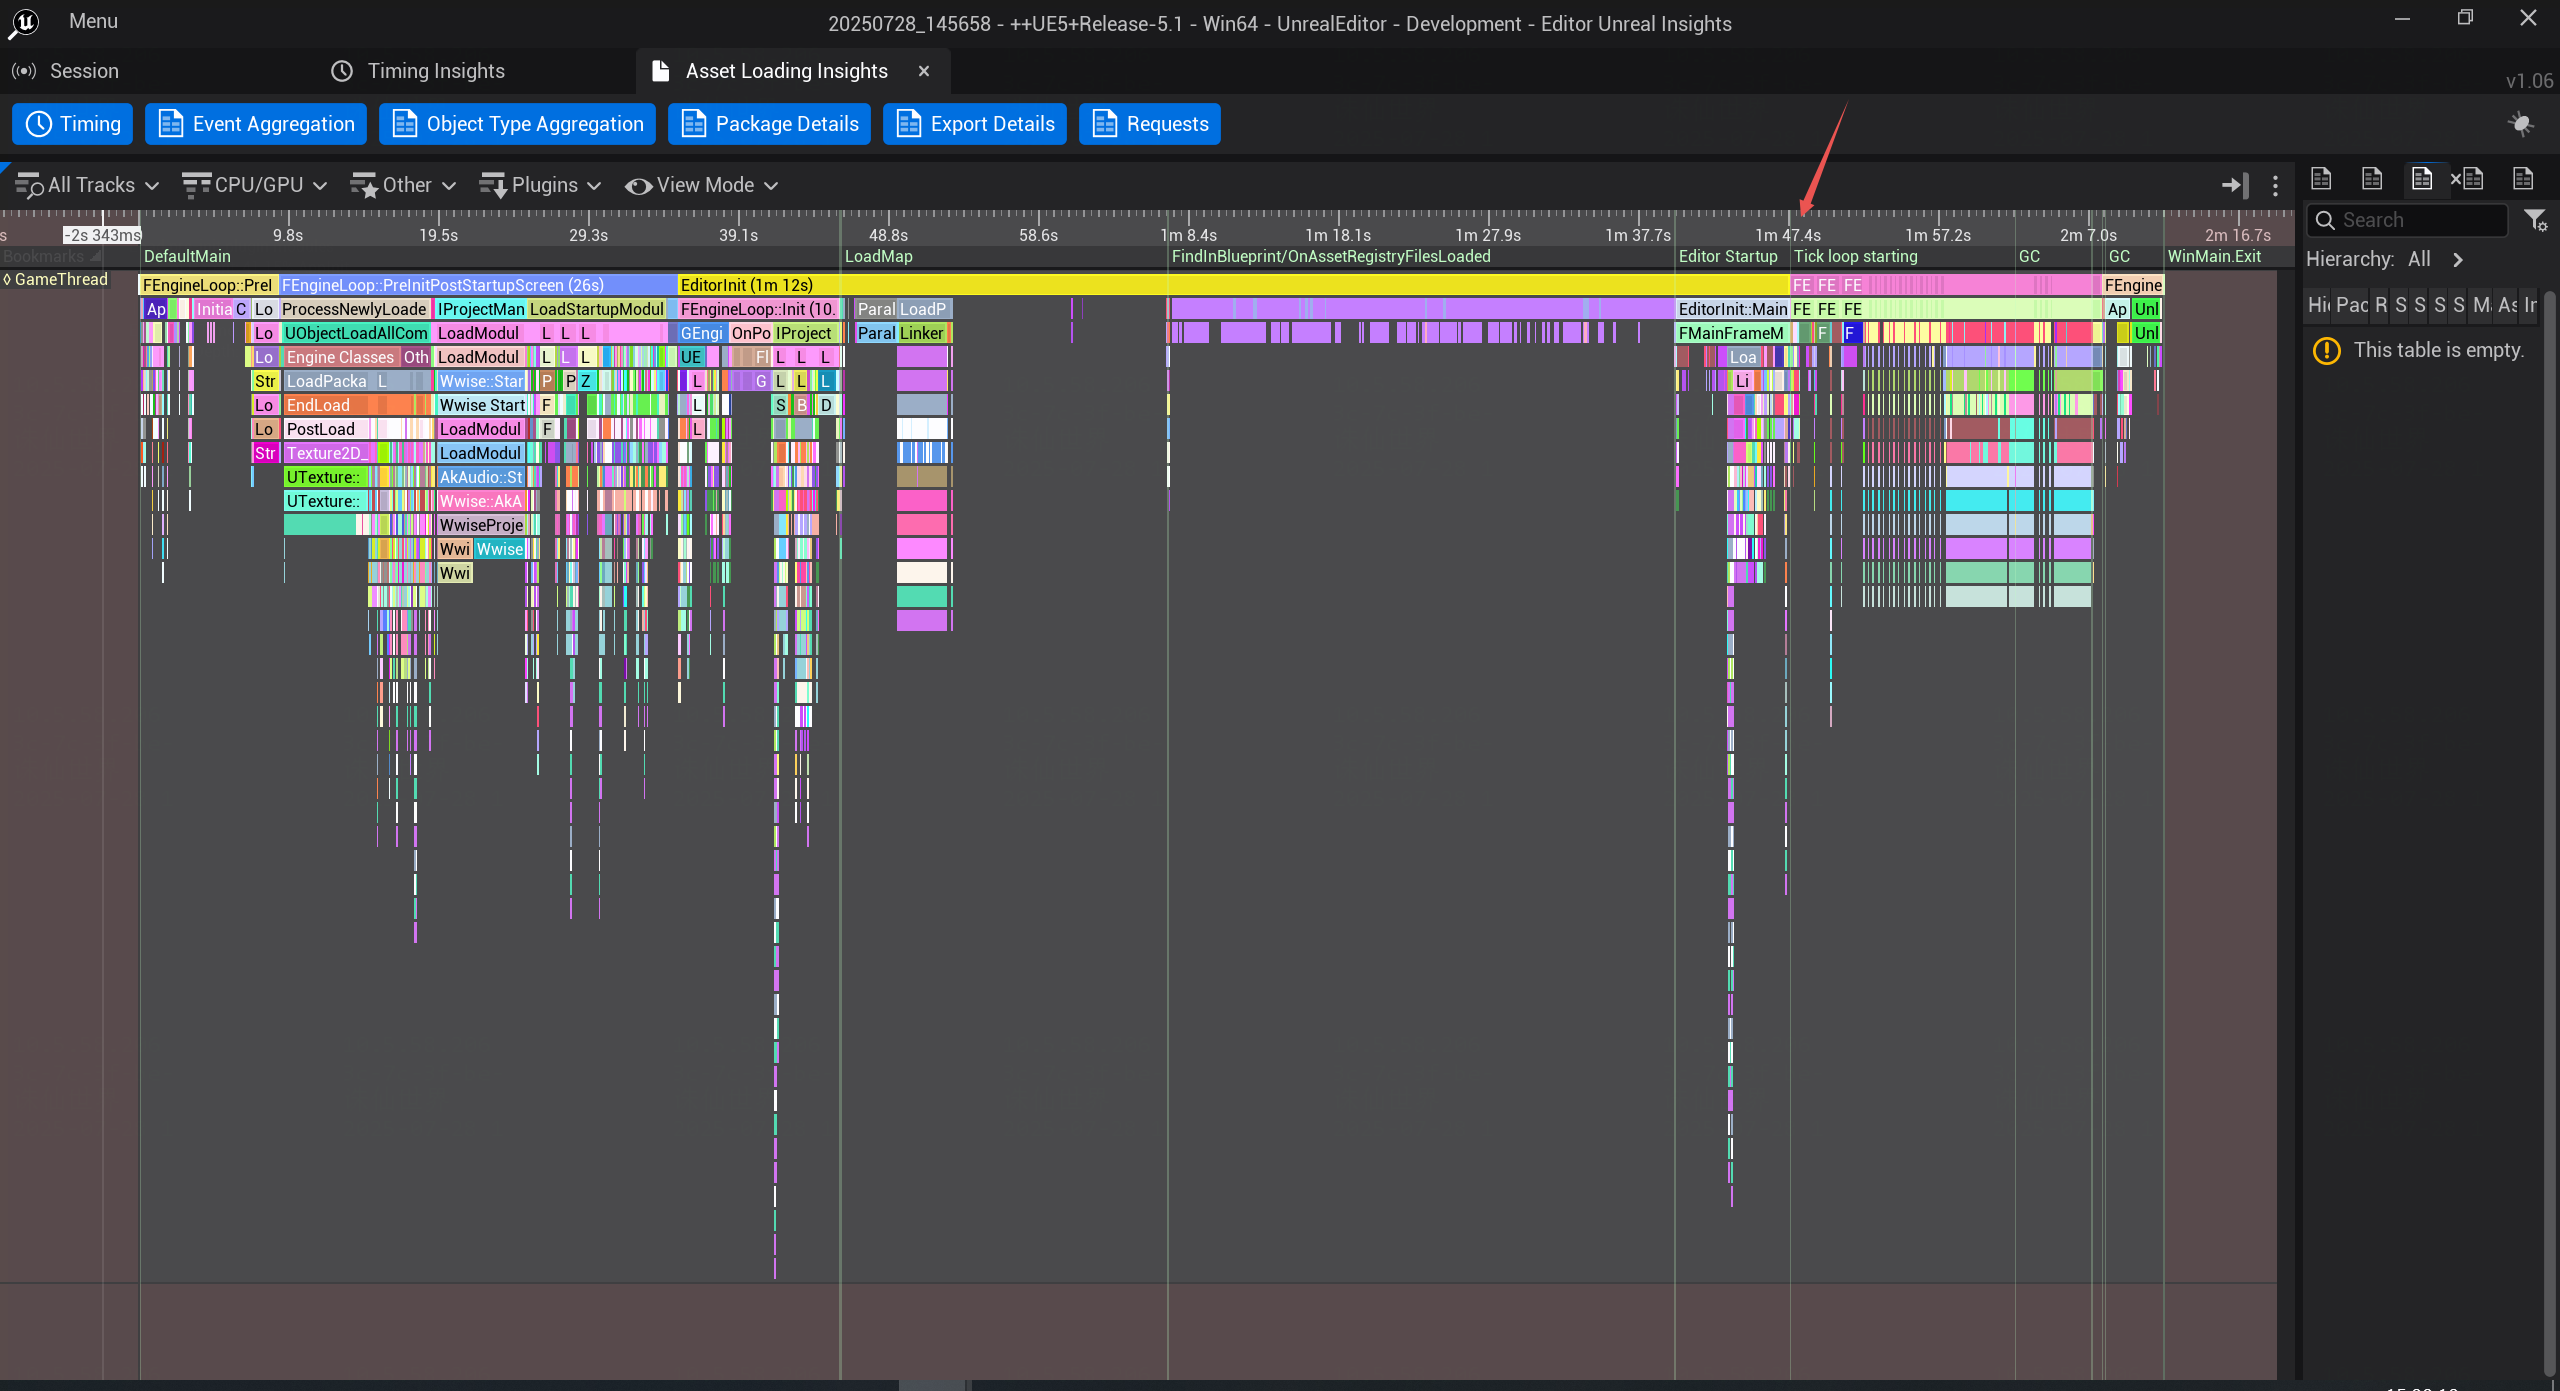 Menu
20250728_145658 - ++UE5+Release-5.1 - Win64 - UnrealEditor - Development - Editor Unreal Insights
Session Timing Insights Asset Loading Insights
v1.06
Timing Event Aggregation Object Type Aggregation Package Details Export Details Requests
All Tracks CPU/GPU Other Plugins View Mode
Search
s -2s 343ms 9.8s 19.5s 29.3s 39.1s 48.8s 58.6s 1m 8.4s 1m 18.1s 1m 27.9s 1m 37.7s 1m 47.4s 1m 57.2s 2m 7.0s 2m 16.7s
Bookmarks DefaultMain LoadMap FindInBlueprint/OnAssetRegistryFilesLoaded Editor Startup Tick loop starting GC GC WinMain.Exit
Hierarchy: All
GameThread FEngineLoop::PreI FEngineLoop::PreInitPostStartupScreen (26s) EditorInit (1m 12s) FE FE FE FEngine
Ap Initia C Lo ProcessNewlyLoade IProjectMan LoadStartupModul FEngineLoop::Init (10. Paral LoadP EditorInit::Main FE FE FE Ap Unl
Hi Pac R S S S S M As In
Lo UObjectLoadAllCom LoadModul L L L GEngi OnPo IProject Paral Linker FMainFrameM F F Unl
Lo Engine Classes Oth LoadModul L L L UE Fl L L L Loa
This table is empty.
Str LoadPacka L Wwise::Star P P Z L G L L L Li
Lo EndLoad Wwise Start F L S B D
Lo PostLoad LoadModul F L
Str Texture2D_ LoadModul
UTexture:: AkAudio::St
UTexture:: Wwise::AkA
WwiseProje
Wwi Wwise
Wwi